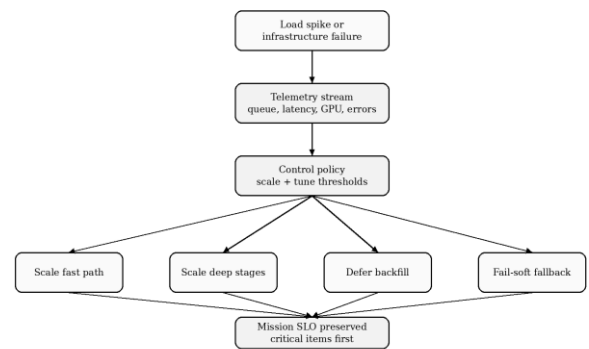 Load spike or
infrastructure failure
Telemetry stream
queue, latency, GPU, errors
Control policy
scale + tune thresholds
Scale fast path
Scale deep stages
Defer backfill
Fail-soft fallback
Mission SLO preserved
critical items first